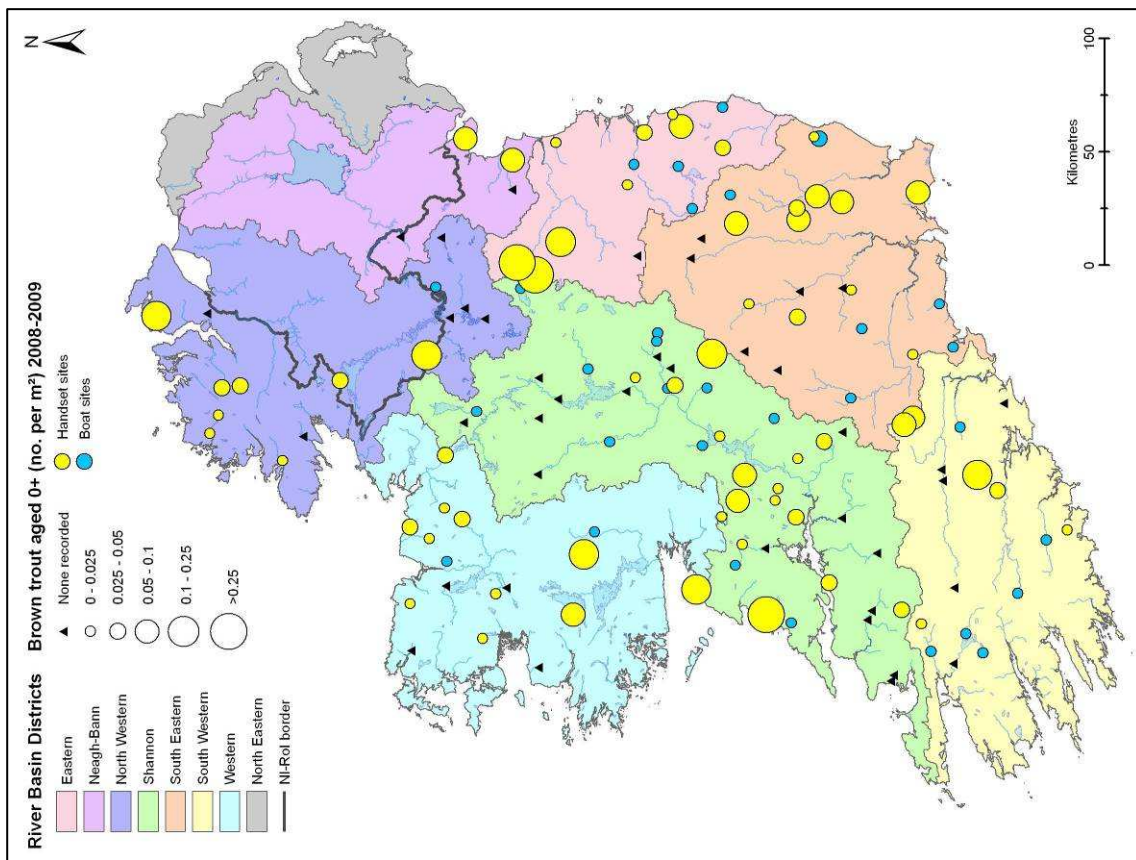 River Basin Districts
Eastern
Neagh-Bann
North Western
Shannon
South Eastern
South Western
Western
North Eastern
NI-RoI border
Brown trout aged 0+ (no. per m²) 2008-2009
None recorded
0 - 0.025
0.025 - 0.05
0.05 - 0.1
0.1 - 0.25
>0.25
Handset sites
Boat sites
N
0
50
100
Kilometres